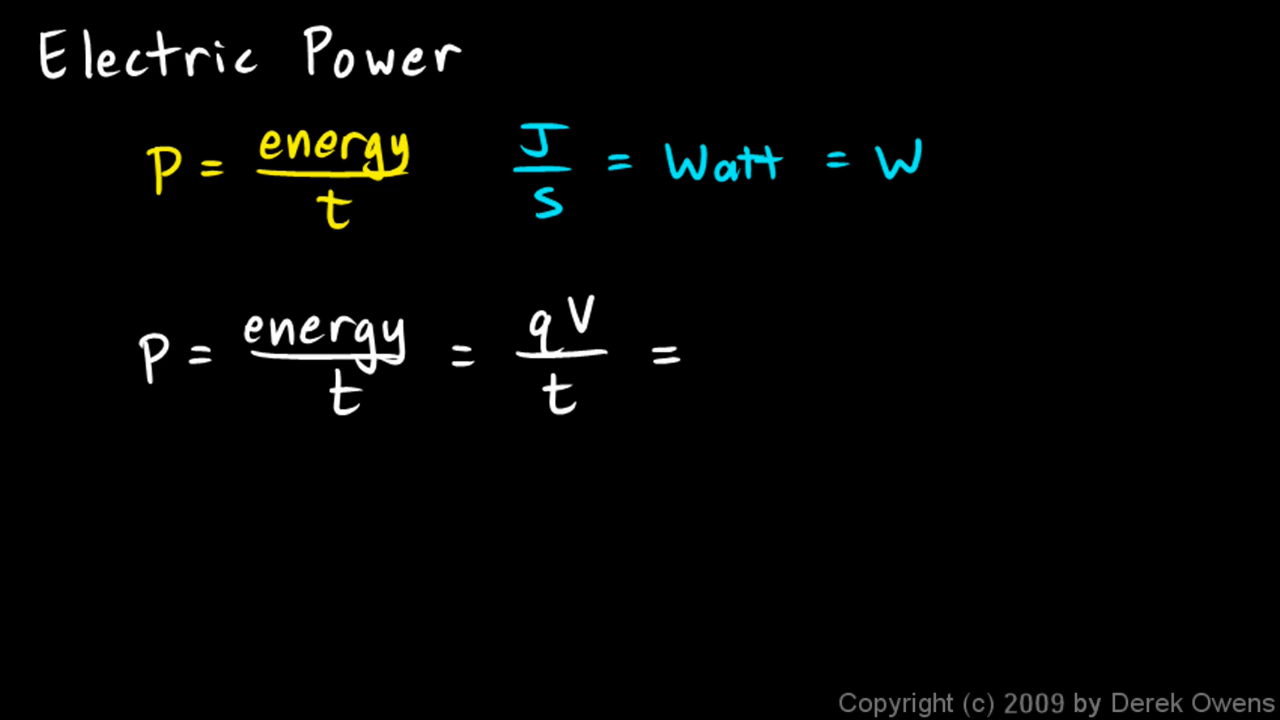 Electric Power
P = energy/t   J/s = Watt = W
P = energy/t = qV/t =
Copyright (c) 2009 by Derek Owens